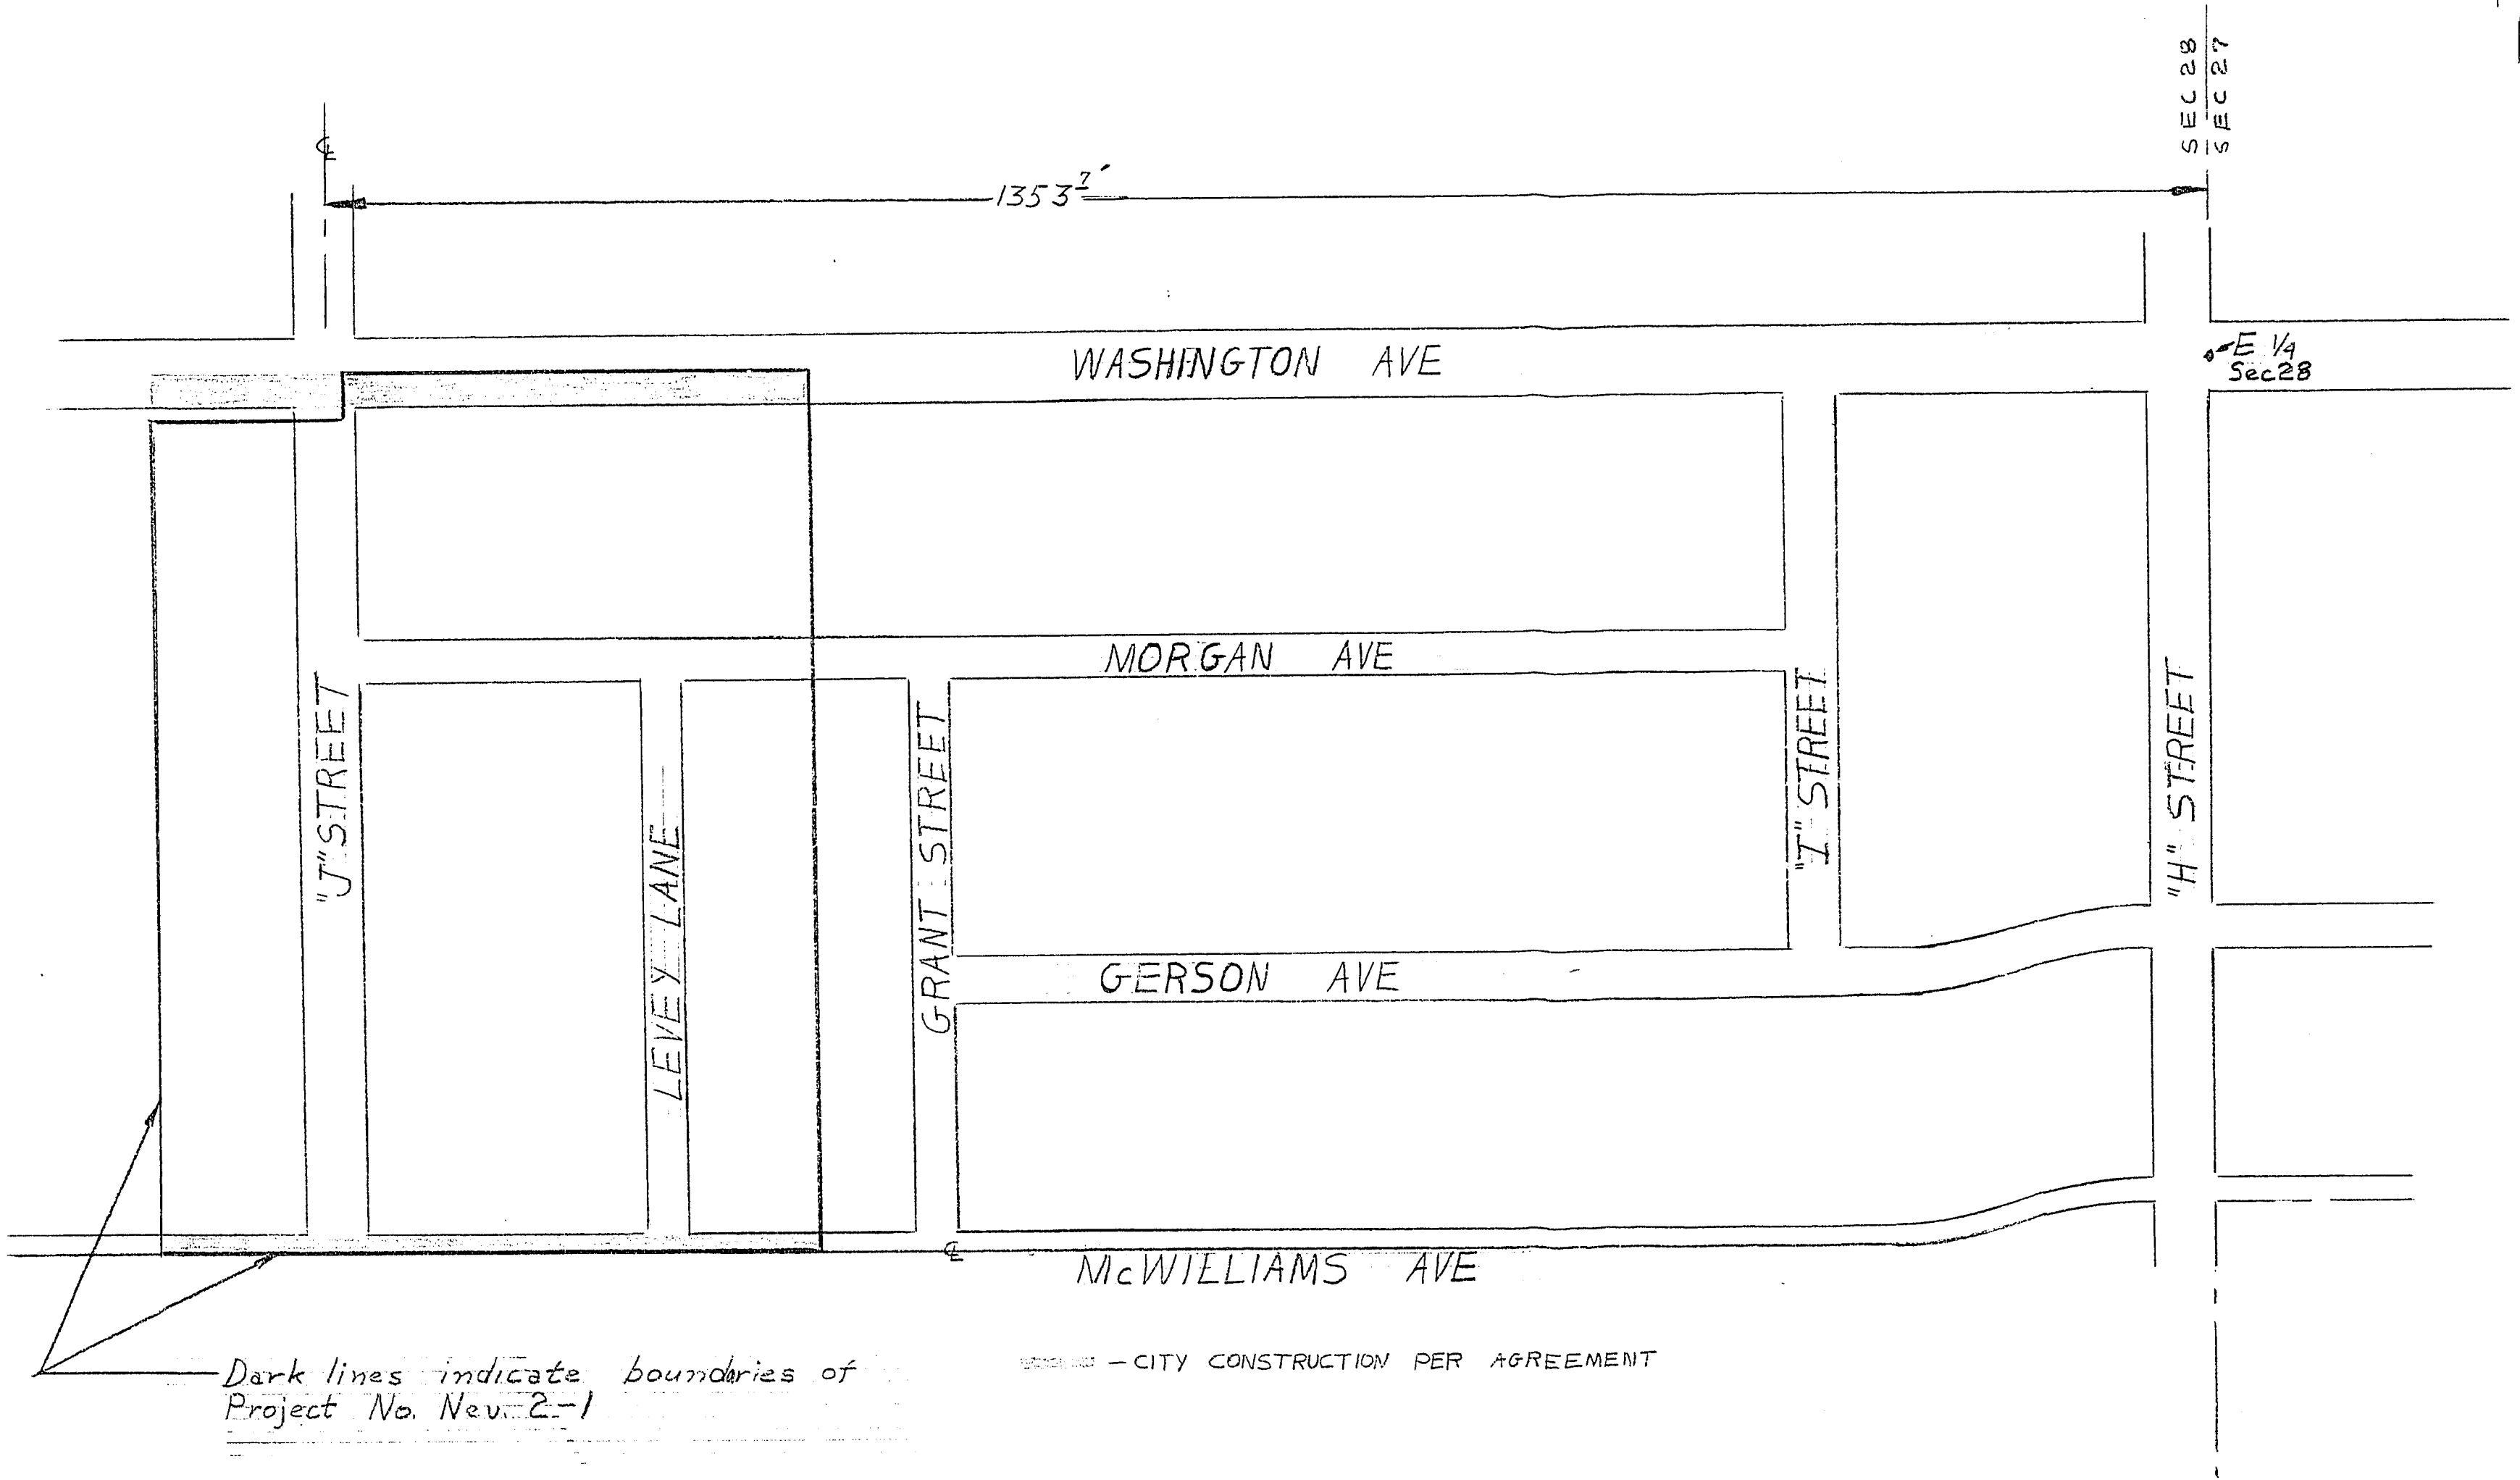 SEC 28
SEC 27
℄
1353 7'
WASHINGTON AVE
E 1/4
Sec 28
MORGAN AVE
"J" STREET
LEVEY LANE
GRANT STREET
"I" STREET
"H" STREET
GERSON AVE
℄
McWILLIAMS AVE
Dark lines indicate boundaries of
Project No. Nev. 2-1
- CITY CONSTRUCTION PER AGREEMENT